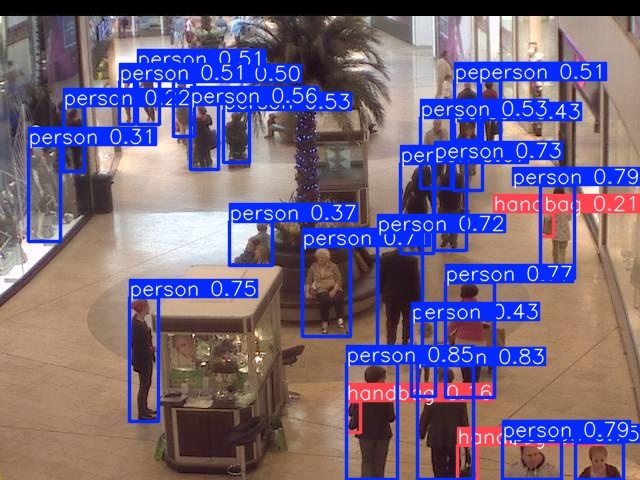 person 0.51
person 0.51 0.50
peperson 0.51
person 0.22 person 0.56 0.53
person 0.53 .43
person 0.31
per person 0.73
person 0.79
handbag 0.21
person 0.37
person 0.72
person 0.7
person 0.77
person 0.75
person 0.43
person 0.85 n 0.83
handbag 0.16
person 0.79